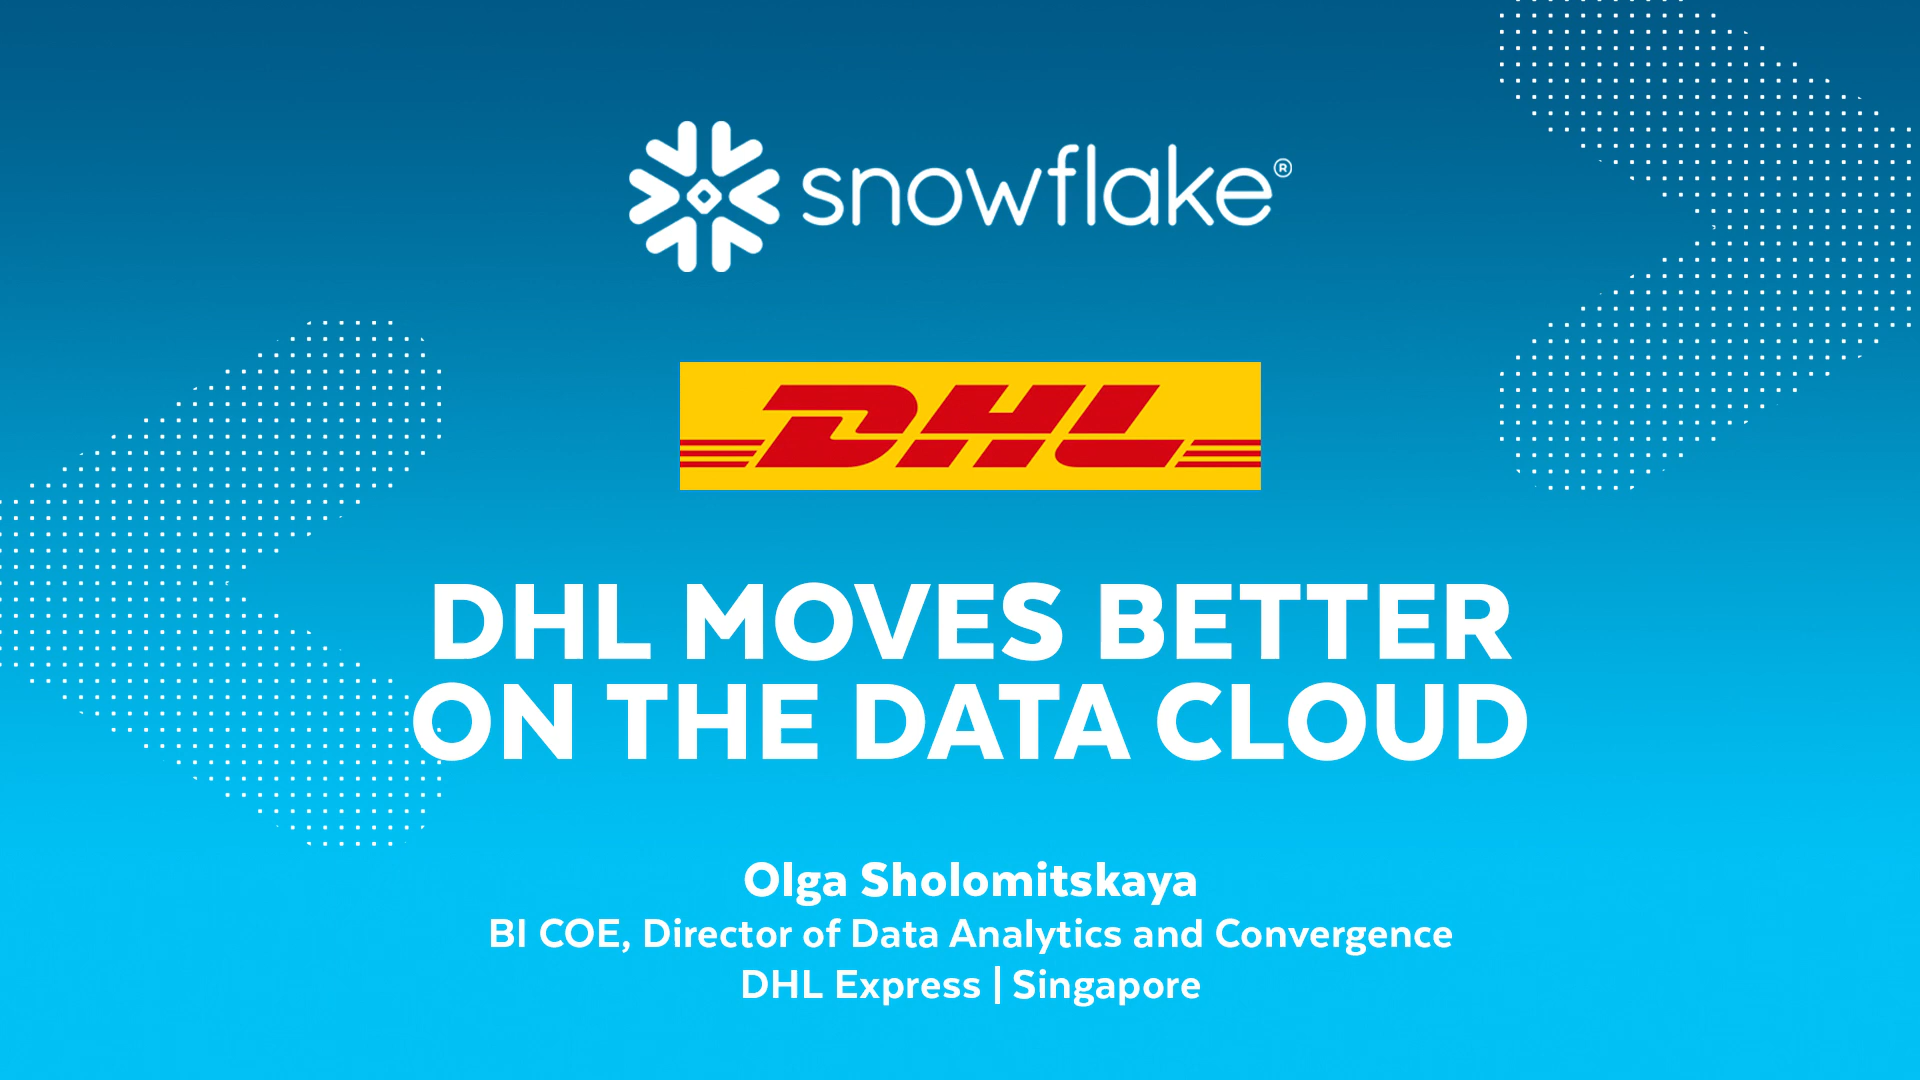 snowflake®
DHL
DHL MOVES BETTER
ON THE DATA CLOUD
Olga Sholomitskaya
BI COE, Director of Data Analytics and Convergence
DHL Express | Singapore